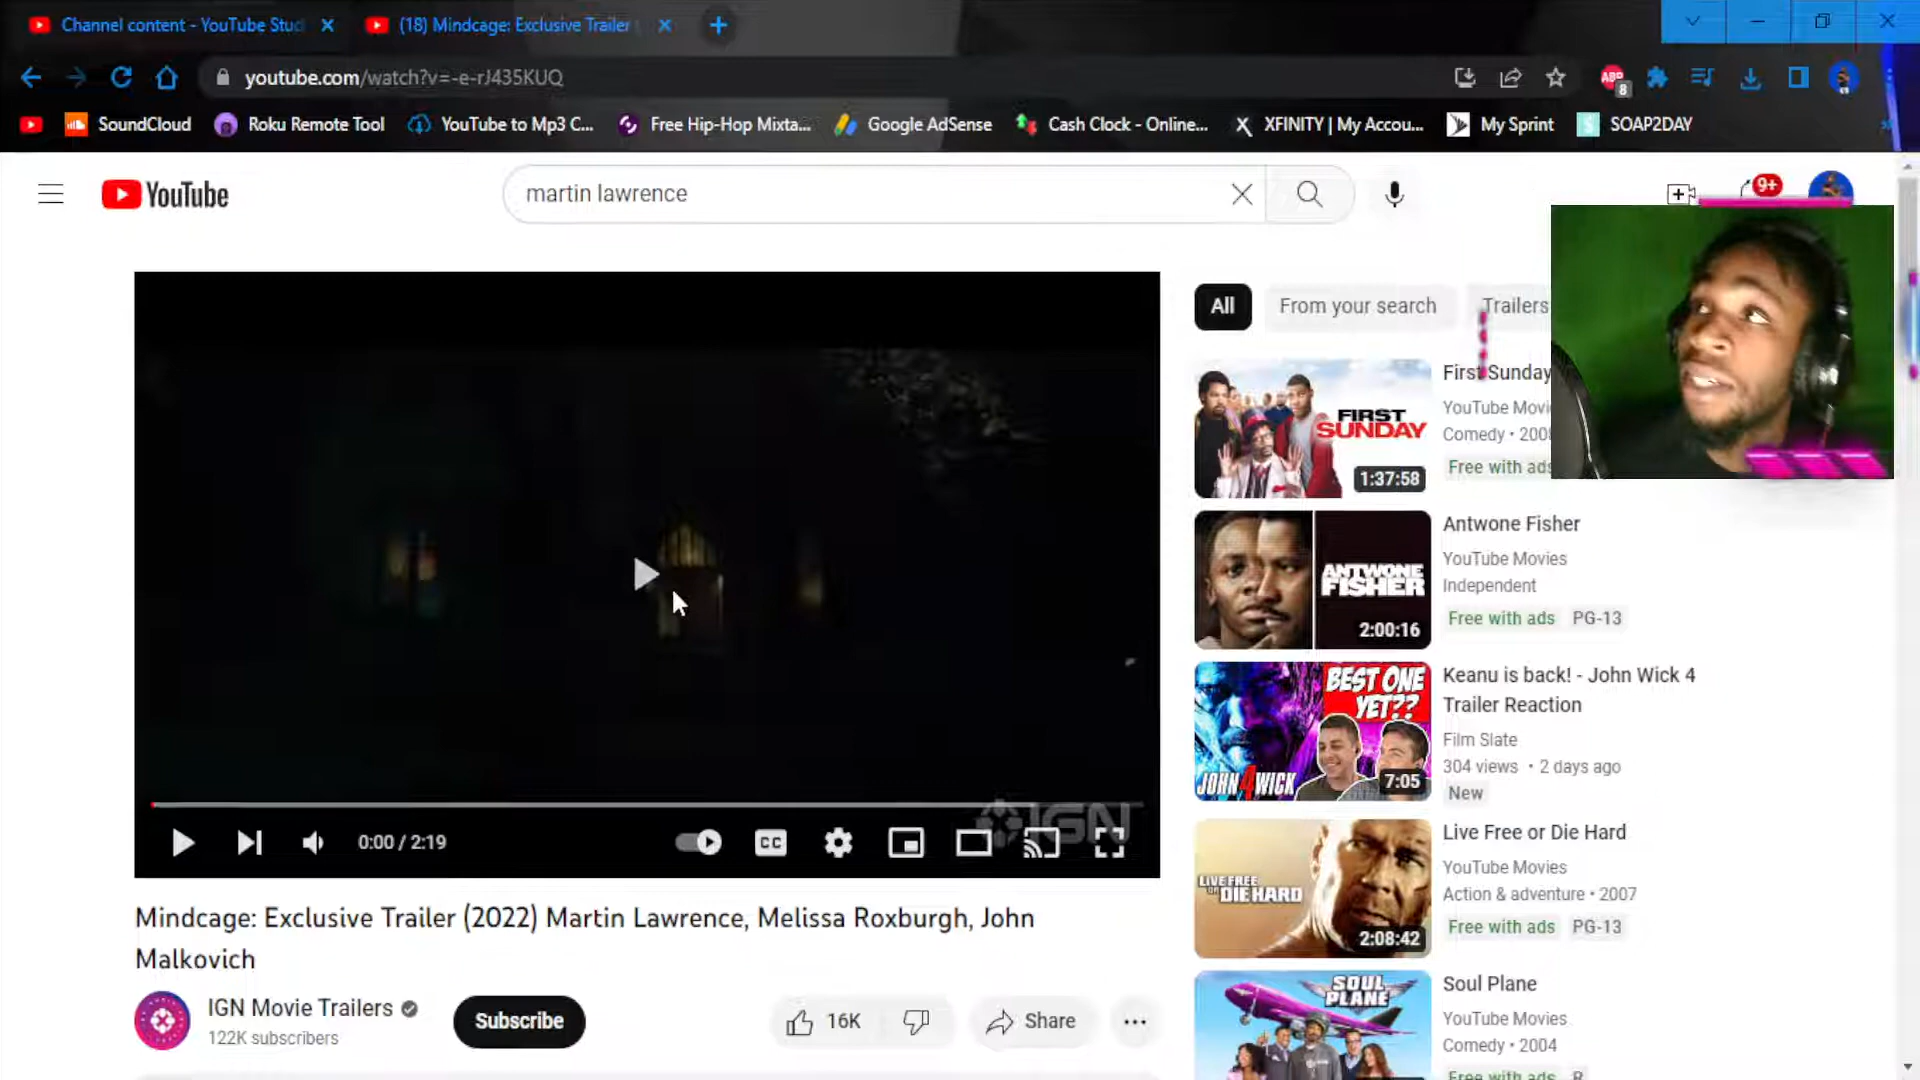 Channel content - YouTube Stud
(18) Mindcage: Exclusive Trailer
youtube.com/watch?v=-e-rJ435KUQ
ABP
8
SoundCloud
Roku Remote Tool
YouTube to Mp3 C...
Free Hip-Hop Mixta...
Google AdSense
Cash Clock - Online...
XFINITY | My Accou...
My Sprint
SOAP2DAY
YouTube
martin lawrence
9+
All
From your search
Trailers
FIRST
SUNDAY
1:37:58
First Sunday
YouTube Movi
Comedy • 200
Free with ads
ANTWONE
FISHER
2:00:16
Antwone Fisher
YouTube Movies
Independent
Free with ads PG-13
BEST ONE
YET??
JOHN 4 WICK
7:05
Keanu is back! - John Wick 4
Trailer Reaction
Film Slate
304 views • 2 days ago
New
LIVE FREE
OR DIE HARD
2:08:42
Live Free or Die Hard
YouTube Movies
Action & adventure • 2007
Free with ads PG-13
SOUL
PLANE
Soul Plane
YouTube Movies
Comedy • 2004
Free with ads R
IGN
0:00 / 2:19
CC
Mindcage: Exclusive Trailer (2022) Martin Lawrence, Melissa Roxburgh, John
Malkovich
IGN Movie Trailers
122K subscribers
Subscribe
16K
Share